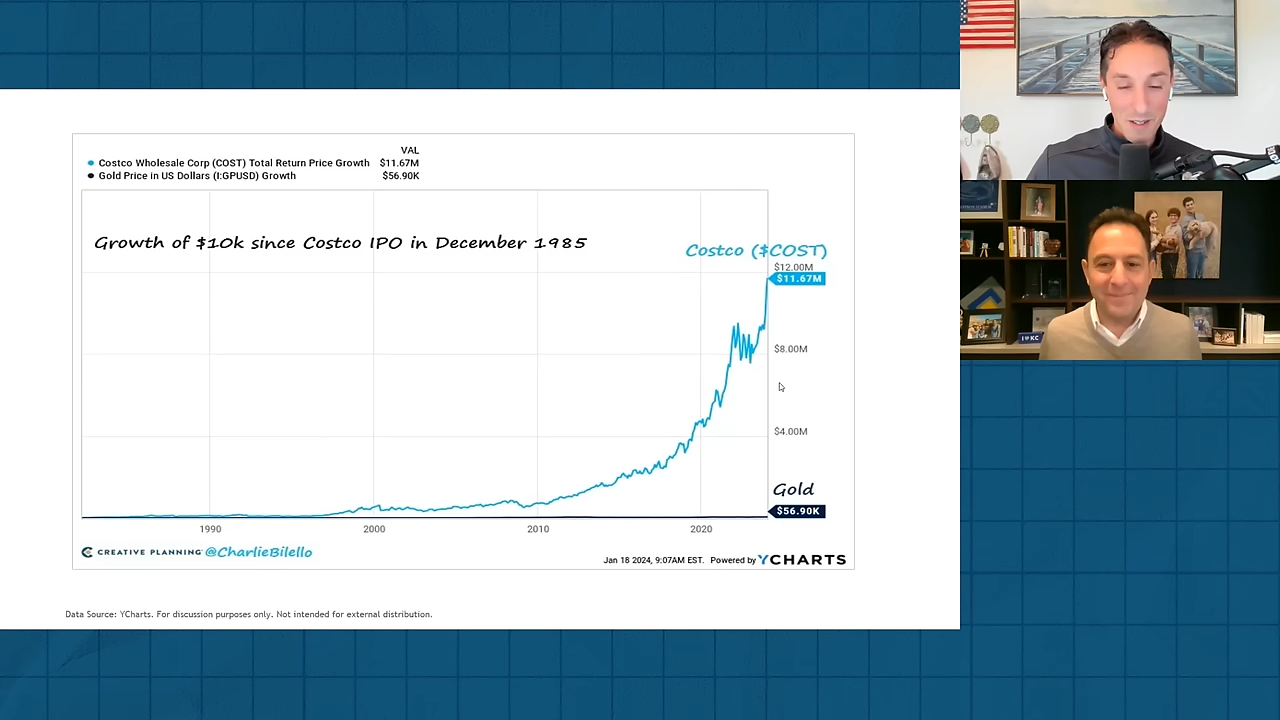 VAL
Costco Wholesale Corp (COST) Total Return Price Growth $11.67M
Gold Price in US Dollars (I:GPUSD) Growth $56.90K
Growth of $10k since Costco IPO in December 1985
Costco ($COST)
$12.00M
$11.67M
$8.00M
$4.00M
Gold
$56.90K
1990 2000 2010 2020
CREATIVE PLANNING @CharlieBilello
Jan 18 2024, 9:07AM EST. Powered by YCHARTS
Data Source: YCharts. For discussion purposes only. Not intended for external distribution.
I KC